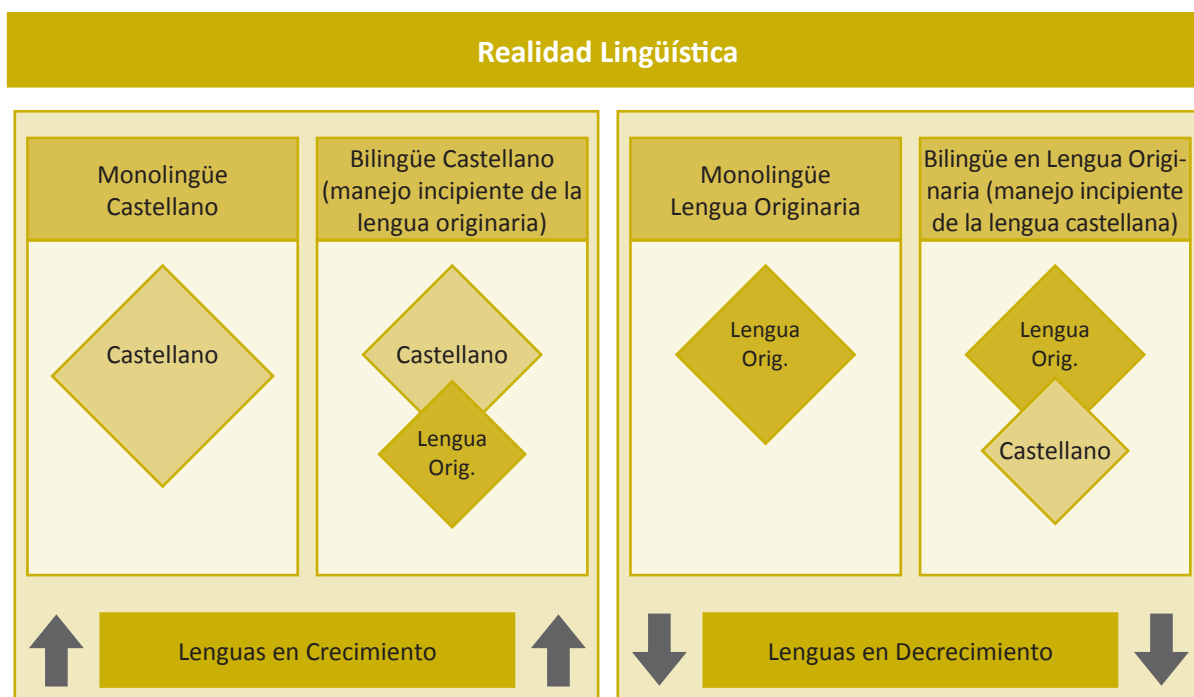 Realidad Lingüística
Monolingüe
Castellano
Bilingüe Castellano
(manejo incipiente de la
lengua originaria)
Monolingüe
Lengua Originaria
Bilingüe en Lengua Origi-
naria (manejo incipiente
de la lengua castellana)
Castellano
Castellano
Lengua
Orig.
Lengua
Orig.
Lengua
Orig.
Castellano
Lenguas en Crecimiento
Lenguas en Decrecimiento